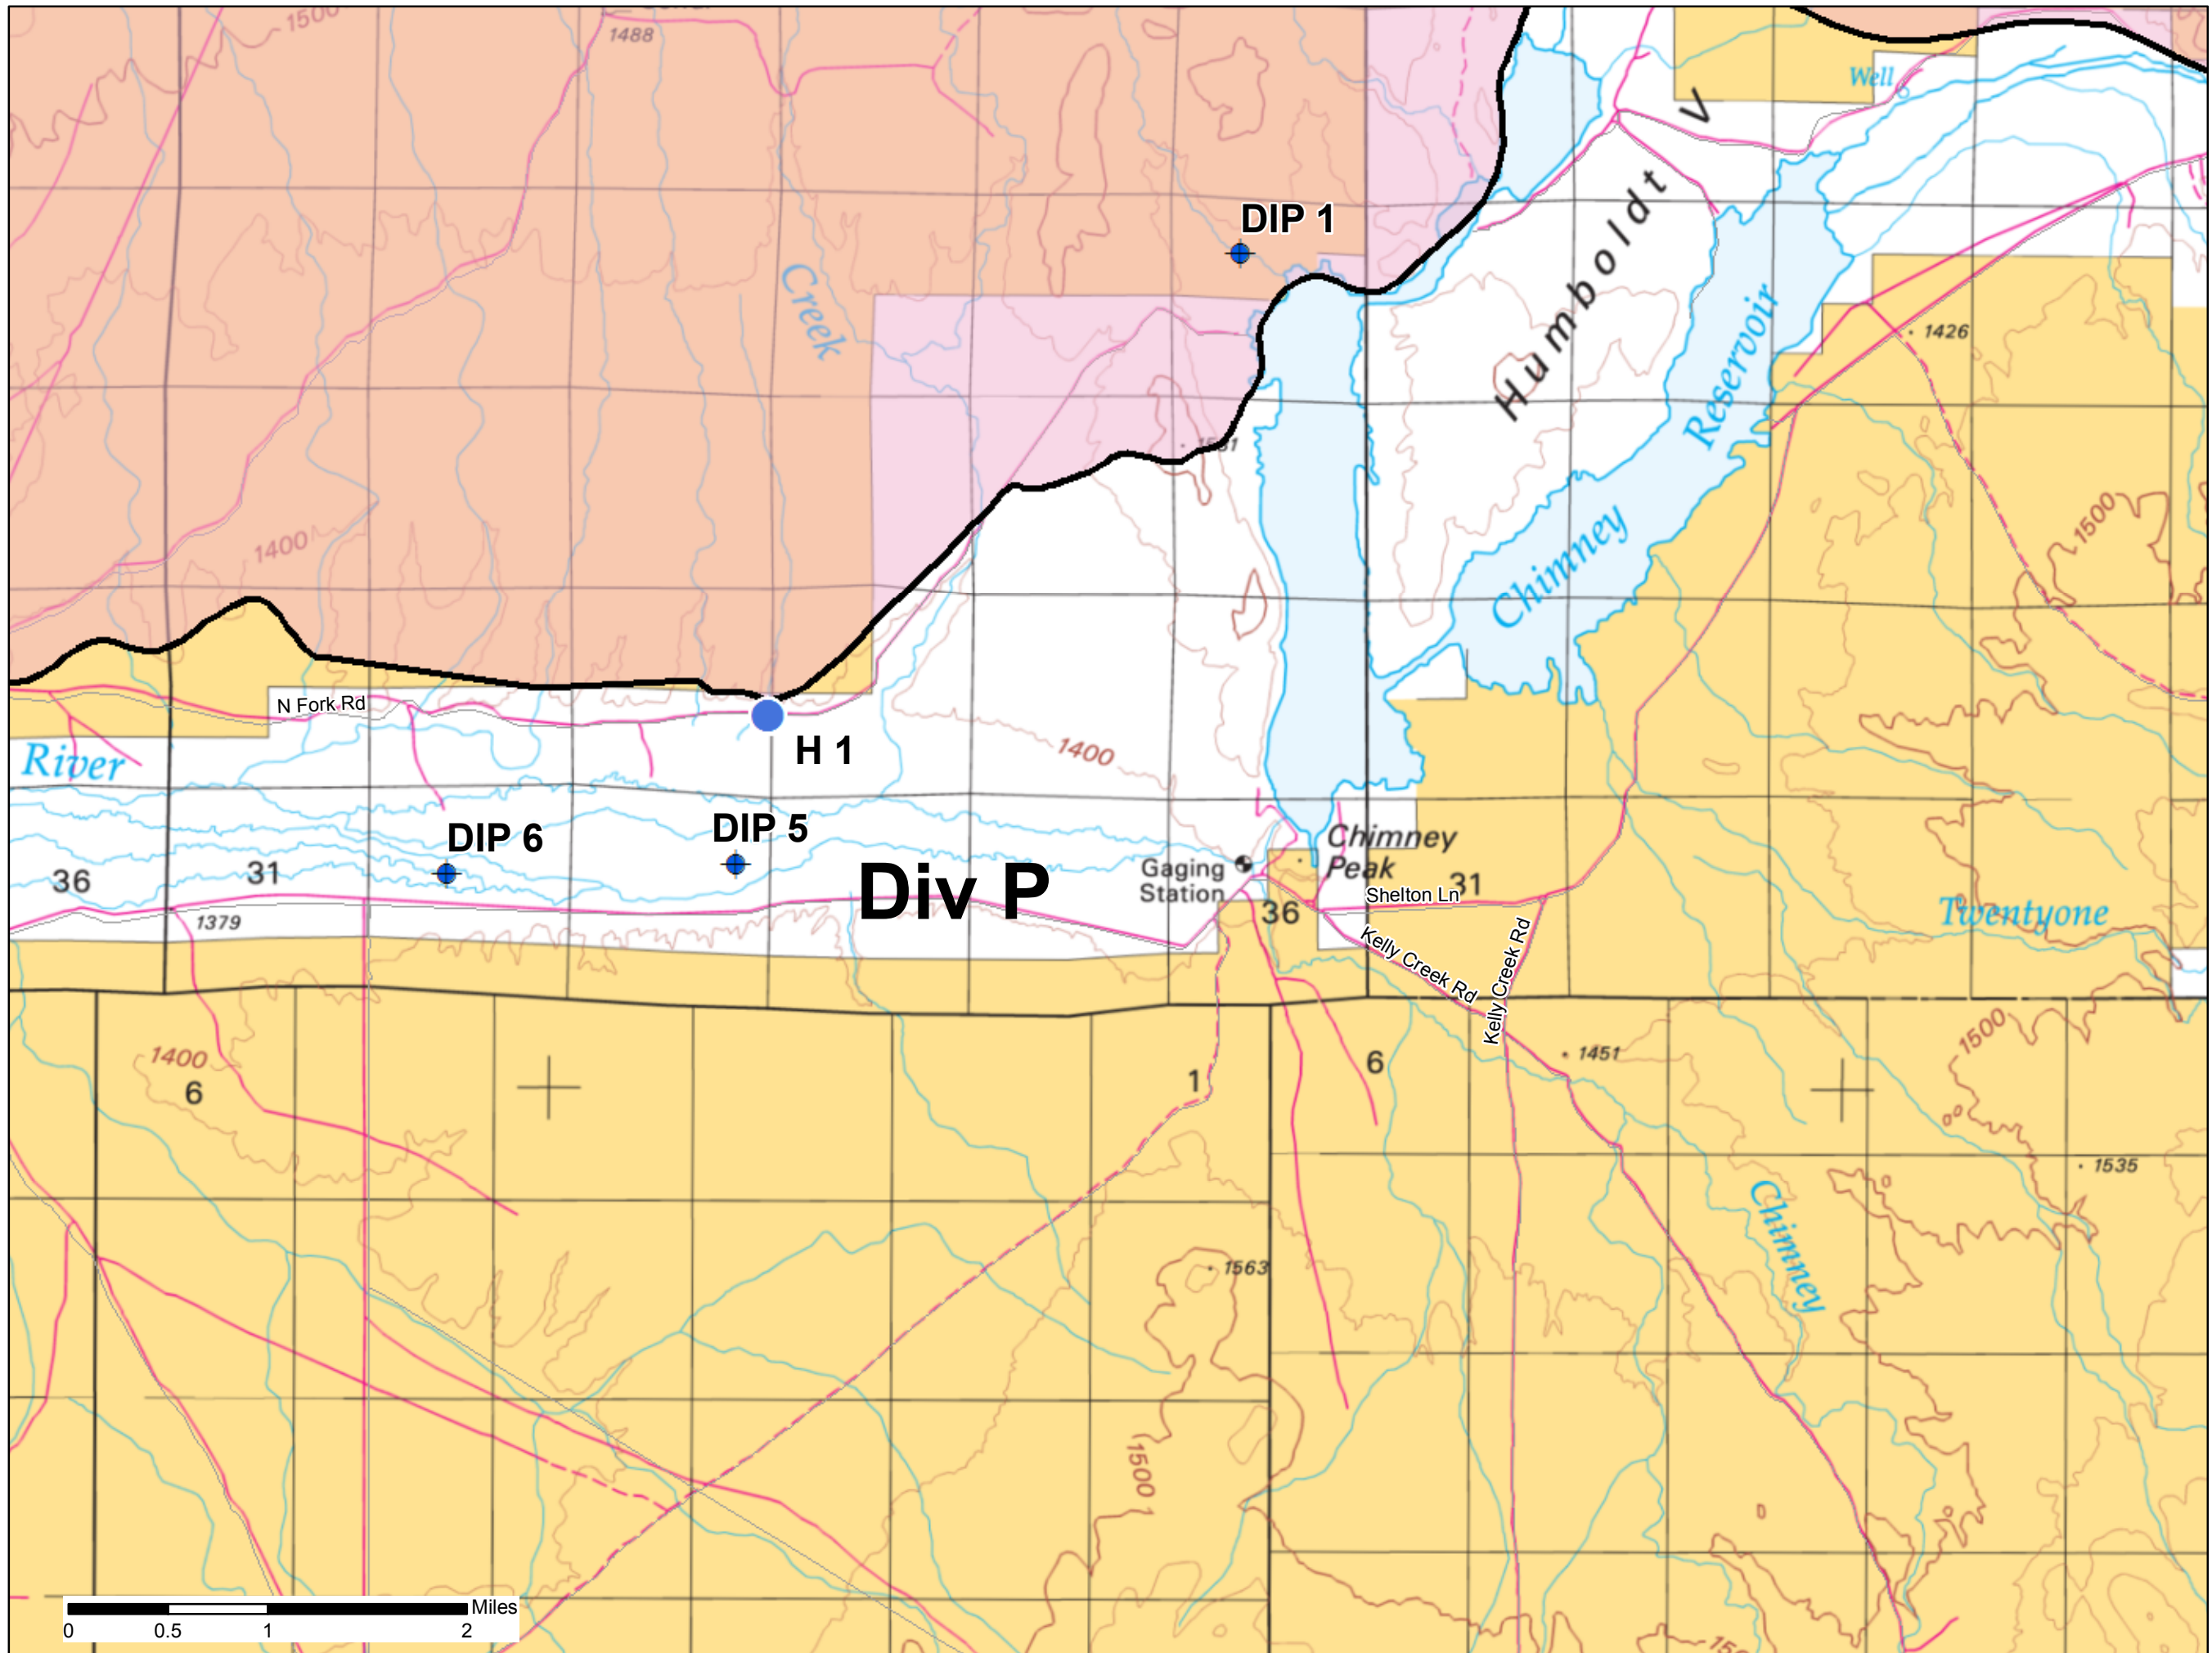 1500
1488
Well
V
DIP 1
Humboldt
Creek
Reservoir
1426
1400
1500
Chimney
N Fork Rd
River
H 1
1400
DIP 6
DIP 5
Div P
Chimney
Peak
Gaging
Station
36
31
31
Shelton Ln
36
1379
Twentyone
Kelly Creek Rd
Kelly Creek Rd
1500
1400
6
1
6
1451
1535
Chimney
1563
1500
Miles
0 0.5 1 2